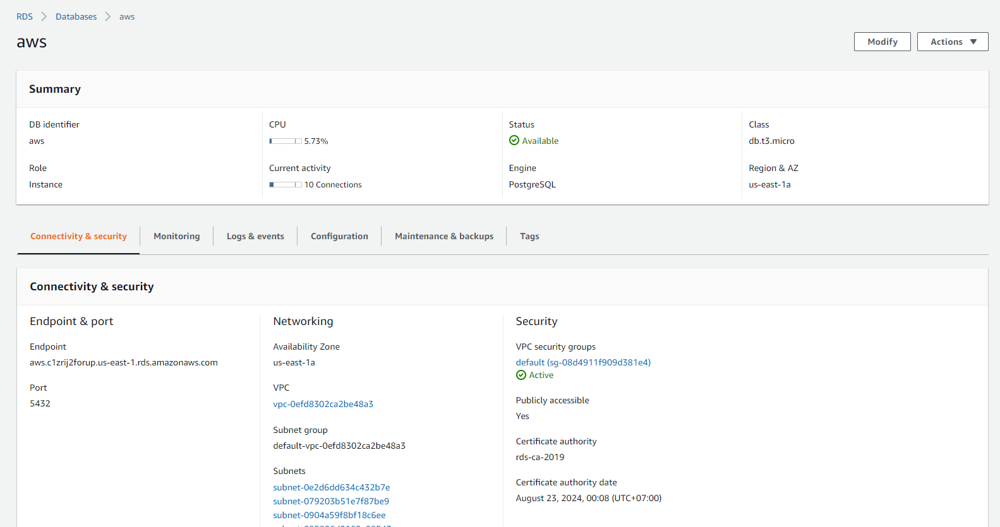 RDS > Databases > aws
aws
Modify
Actions
Summary
DB identifier
aws
CPU
5.73%
Status
Available
Class
db.t3.micro
Role
Instance
Current activity
10 Connections
Engine
PostgreSQL
Region & AZ
us-east-1a
Connectivity & security
Monitoring
Logs & events
Configuration
Maintenance & backups
Tags
Connectivity & security
Endpoint & port
Endpoint
aws.c1zrij2forup.us-east-1.rds.amazonaws.com
Port
5432
Networking
Availability Zone
us-east-1a
VPC
vpc-0efd8302ca2be48a3
Subnet group
default-vpc-0efd8302ca2be48a3
Subnets
subnet-0e2d6dd634c432b7e
subnet-079203b51e7f87be9
subnet-0904a59f8bf18c6ee
Security
VPC security groups
default (sg-08d4911f909d381e4)
Active
Publicly accessible
Yes
Certificate authority
rds-ca-2019
Certificate authority date
August 23, 2024, 00:08 (UTC+07:00)